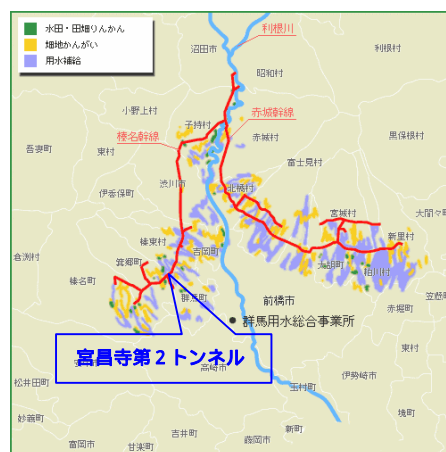 水田・田畑りんかん
畑地かんがい
用水補給
利根川
沼田市
利根村
昭和村
小野上村
子持村
赤城幹線
榛名幹線
赤城村
黒保根村
吾妻町
東村
富士見村
渋川市
北橘村
伊香保町
宮城村
大間々町
新里村
榛東村
吉岡町
倉渕村
大胡町
粕川村
箕郷町
榛名町
群馬町
前橋市
笠懸町
赤堀町
群馬用水総合事業所
東村
宮昌寺第2トンネル
高崎市
伊勢崎市
松井田町
玉村町
境町
妙義町
吉井町
新町
富岡市
甘楽町
藤岡市